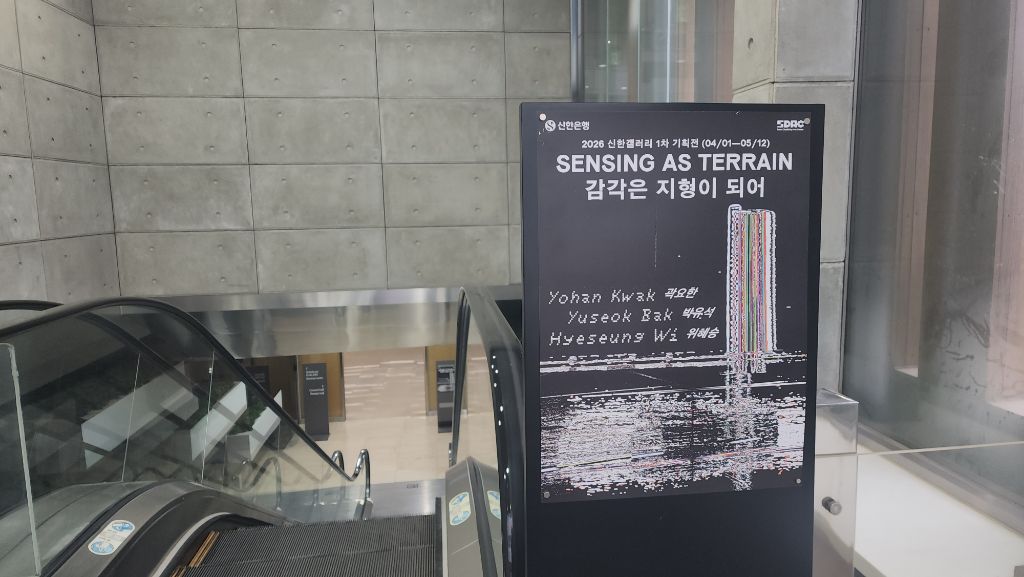 신한은행
SDAC
2026 신한갤러리 1차 기획전 (04/01—05/12)
SENSING AS TERRAIN
감각은 지형이 되어
Yohan Kwak 곽요한
Yuseok Bak 박유석
Hyeseung Wi 위혜승